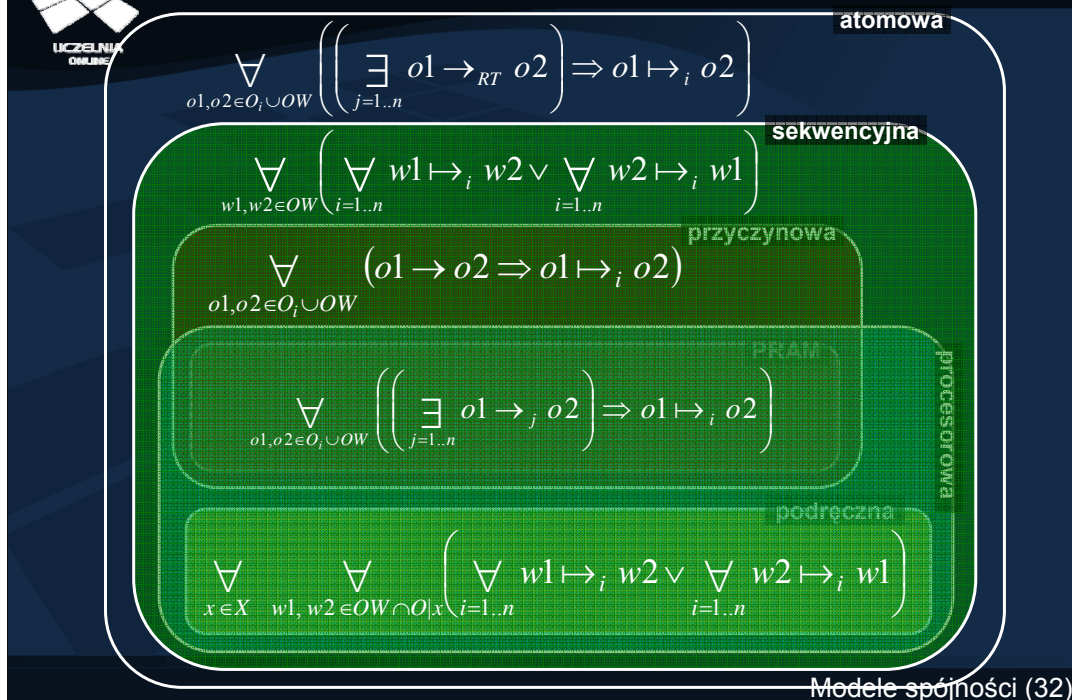 UCZELNIA
ONLINE
atomowa
∀ o1,o2∈O_i∪OW ((∃ j=1..n o1 →_RT o2) ⇒ o1 ↦_i o2)
sekwencyjna
∀ w1,w2∈OW (∀ i=1..n w1 ↦_i w2 ∨ ∀ i=1..n w2 ↦_i w1)
przyczynowa
∀ o1,o2∈O_i∪OW (o1 → o2 ⇒ o1 ↦_i o2)
PRAM
∀ o1,o2∈O_i∪OW ((∃ j=1..n o1 →_j o2) ⇒ o1 ↦_i o2)
procesorowa
podręczna
∀ x∈X ∀ w1, w2∈OW∩O|x (∀ i=1..n w1 ↦_i w2 ∨ ∀ i=1..n w2 ↦_i w1)
Modele spójności (32)